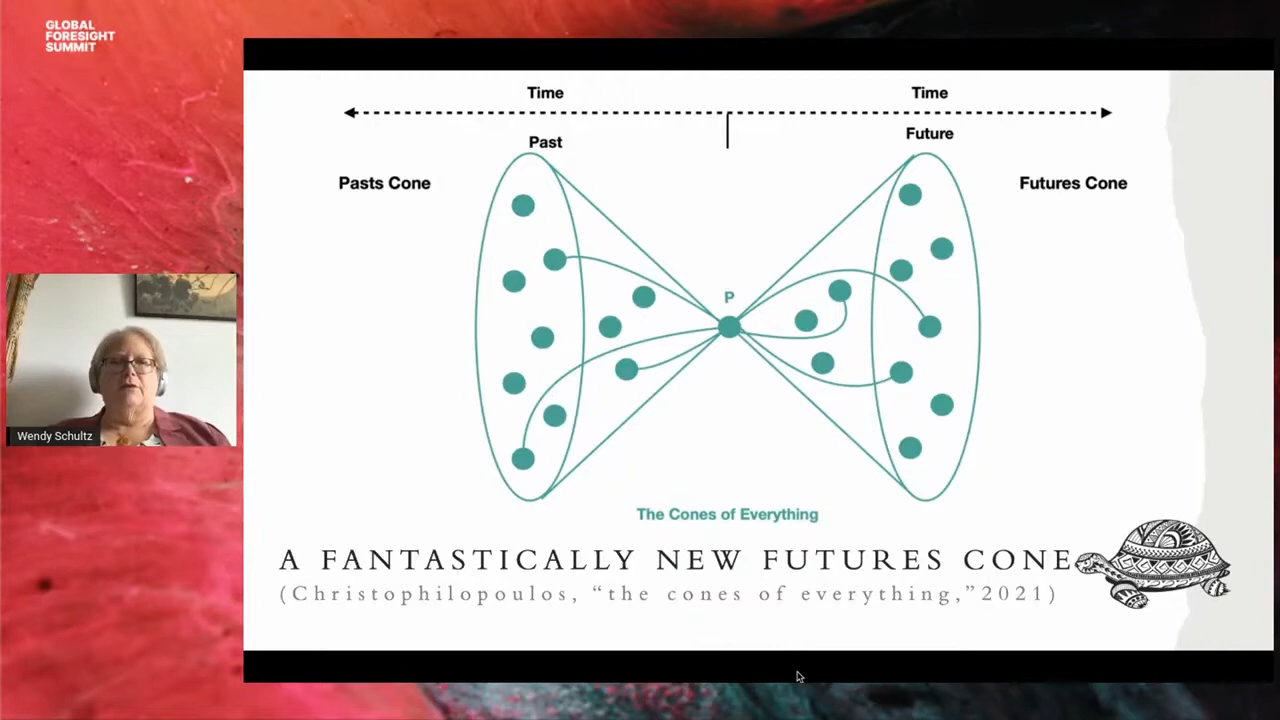 GLOBAL
FORESIGHT
SUMMIT
Time
Time
Past
Future
Pasts Cone
Futures Cone
P
Wendy Schultz
The Cones of Everything
A FANTASTICALLY NEW FUTURES CONE
(Christophilopoulos, “the cones of everything,”2021)